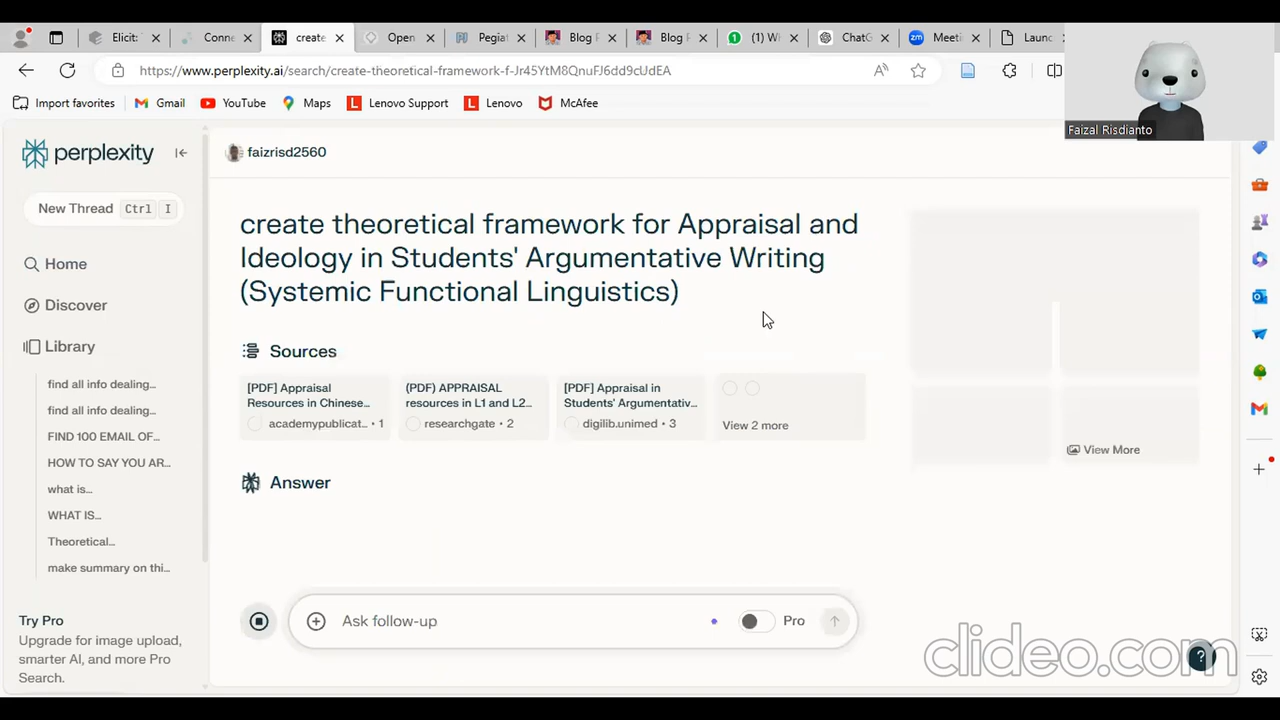 Elicit:
Conne
create
Open
Pegiat
Blog F
Blog F
(1) Wh
ChatG
Meeti
Launc
https://www.perplexity.ai/search/create-theoretical-framework-f-Jr45YtM8QnuFJ6dd9cUdEA
Import favorites
Gmail
YouTube
Maps
Lenovo Support
Lenovo
McAfee
Faizal Risdianto
perplexity
faizrisd2560
New Thread Ctrl I
Home
Discover
Library
find all info dealing...
find all info dealing...
FIND 100 EMAIL OF...
HOW TO SAY YOU AR...
what is...
WHAT IS...
Theoretical...
make summary on thi...
Try Pro
Upgrade for image upload,
smarter AI, and more Pro
Search.
create theoretical framework for Appraisal and
Ideology in Students' Argumentative Writing
(Systemic Functional Linguistics)
Sources
[PDF] Appraisal
Resources in Chinese...
academypublicat... • 1
(PDF) APPRAISAL
resources in L1 and L2...
researchgate • 2
[PDF] Appraisal in
Students' Argumentativ...
digilib.unimed • 3
View 2 more
View More
Answer
Ask follow-up
Pro
clideo.com
?